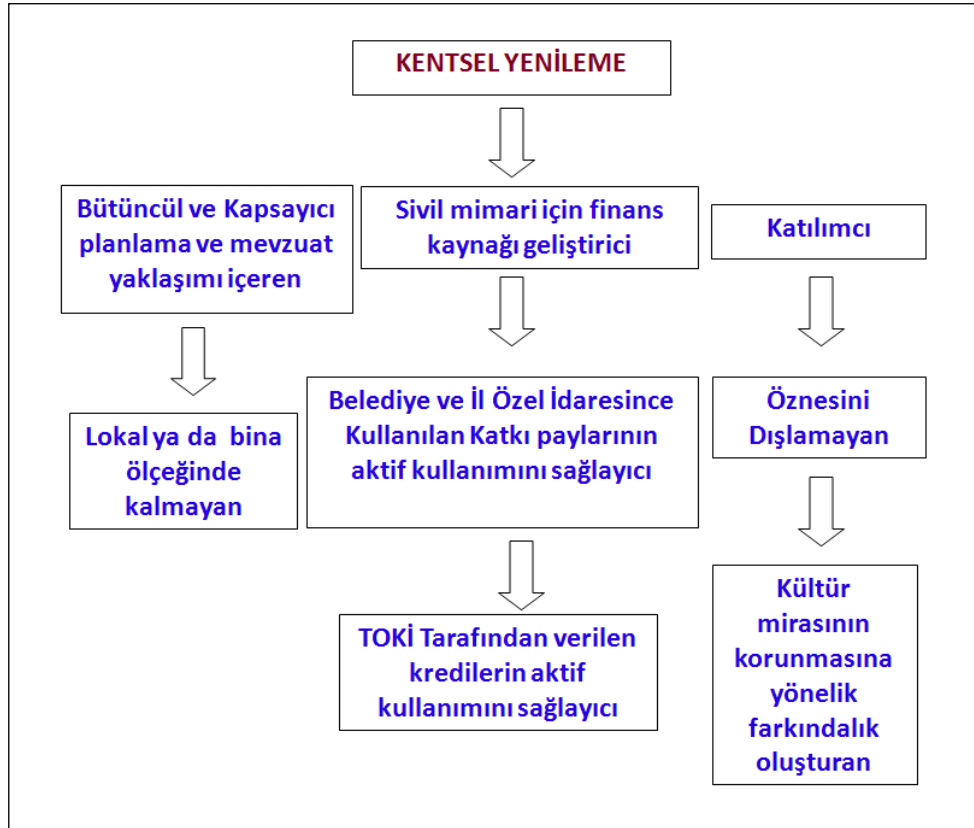 KENTSEL YENİLEME
Bütüncül ve Kapsayıcı
planlama ve mevzuat
yaklaşımı içeren
Sivil mimari için finans
kaynağı geliştirici
Katılımcı
Lokal ya da bina
ölçeğinde
kalmayan
Belediye ve İl Özel İdaresince
Kullanılan Katkı paylarının
aktif kullanımını sağlayıcı
Öznesini
Dışlamayan
TOKİ Tarafından verilen
kredilerin aktif
kullanımını sağlayıcı
Kültür
mirasının
korunmasına
yönelik
farkındalık
oluşturan